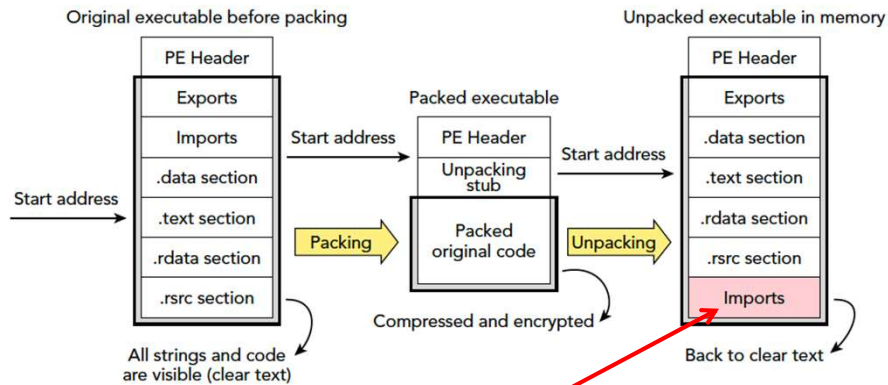 Original executable before packing
PE Header
Exports
Imports
.data section
.text section
.rdata section
.rsrc section
Start address
All strings and code
are visible (clear text)
Packing
Start address
Packed executable
PE Header
Unpacking
stub
Packed
original code
Compressed and encrypted
Unpacking
Start address
Unpacked executable in memory
PE Header
Exports
.data section
.text section
.rdata section
.rsrc section
Imports
Back to clear text